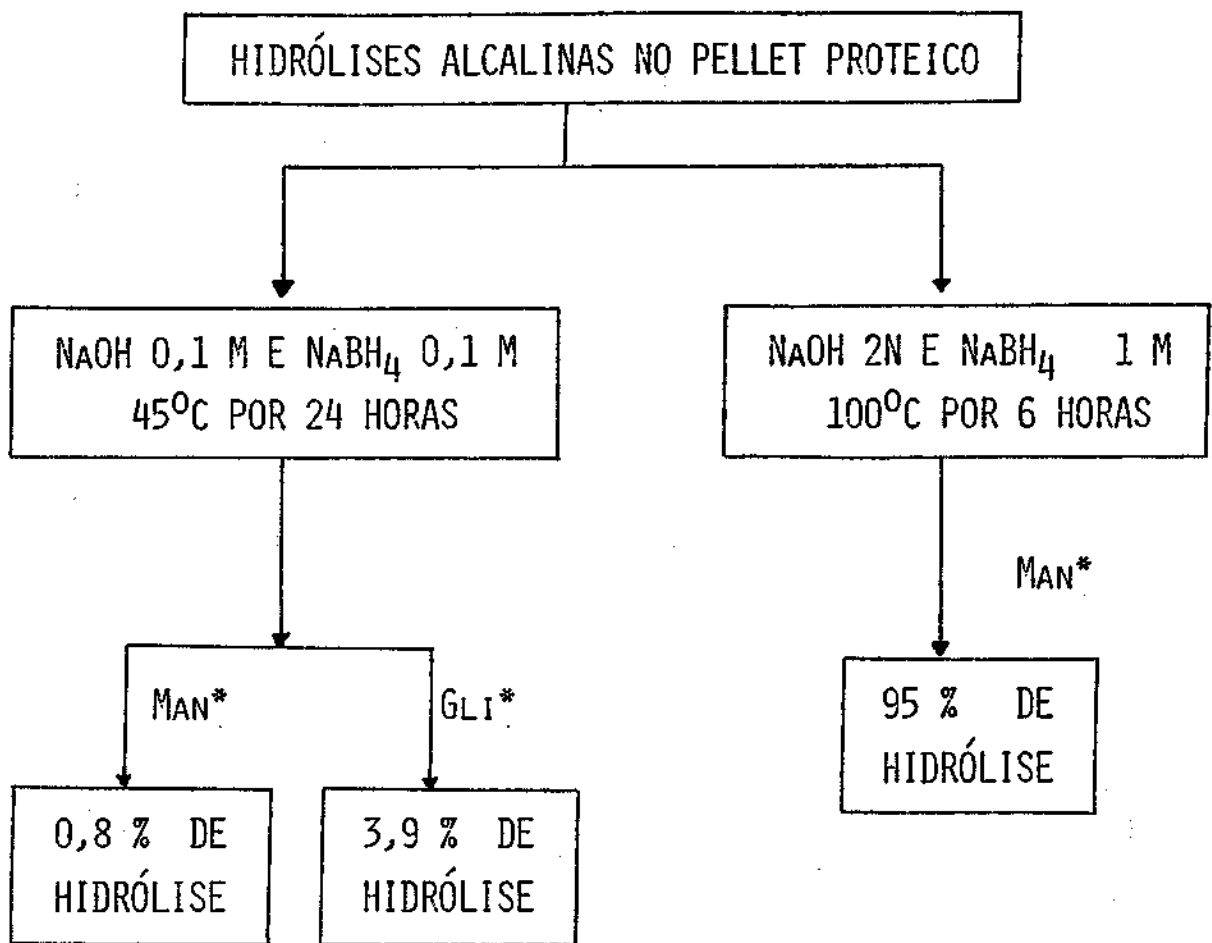 HIDRÓLISES ALCALINAS NO PELLET PROTEICO
NAOH 0,1 M E NABH₄ 0,1 M
45ºC POR 24 HORAS
NAOH 2N E NABH₄ 1 M
100ºC POR 6 HORAS
MAN*
MAN*
GLI*
95 % DE
HIDRÓLISE
0,8 % DE
HIDRÓLISE
3,9 % DE
HIDRÓLISE